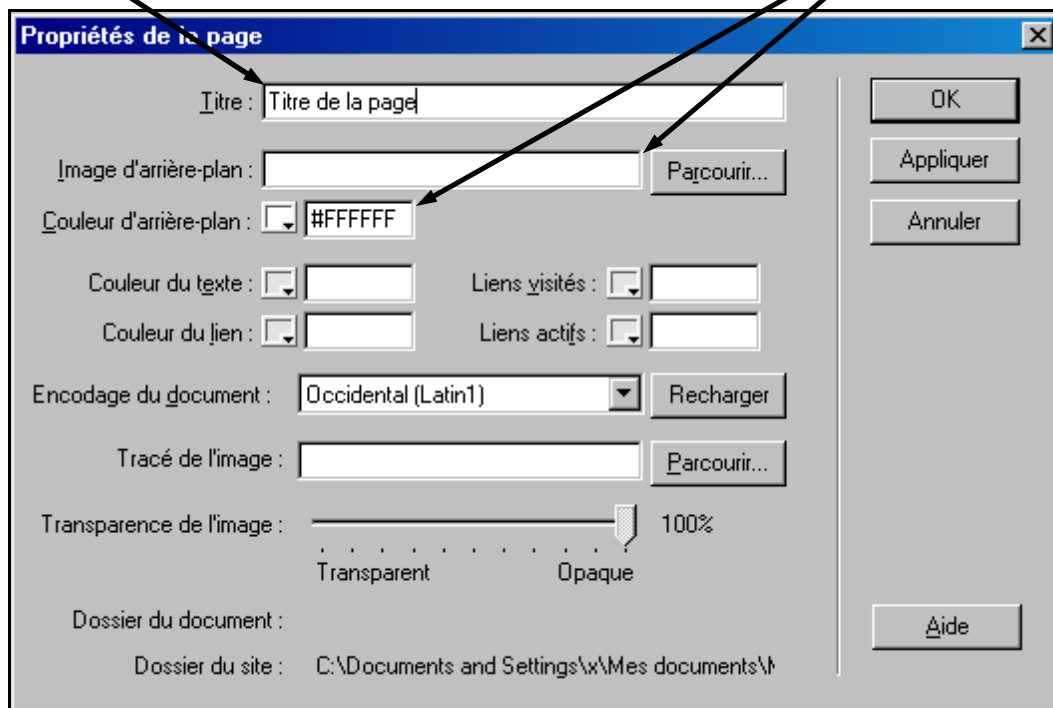 Propriétés de la page
Titre : Titre de la page
OK
Image d'arrière-plan : Parcourir...
Appliquer
Couleur d'arrière-plan : #FFFFFF
Annuler
Couleur du texte : Liens visités :
Couleur du lien : Liens actifs :
Encodage du document : Occidental (Latin1) Recharger
Tracé de l'image : Parcourir...
Transparence de l'image : 100%
Transparent Opaque
Dossier du document :
Aide
Dossier du site : C:\Documents and Settings\x\Mes documents\